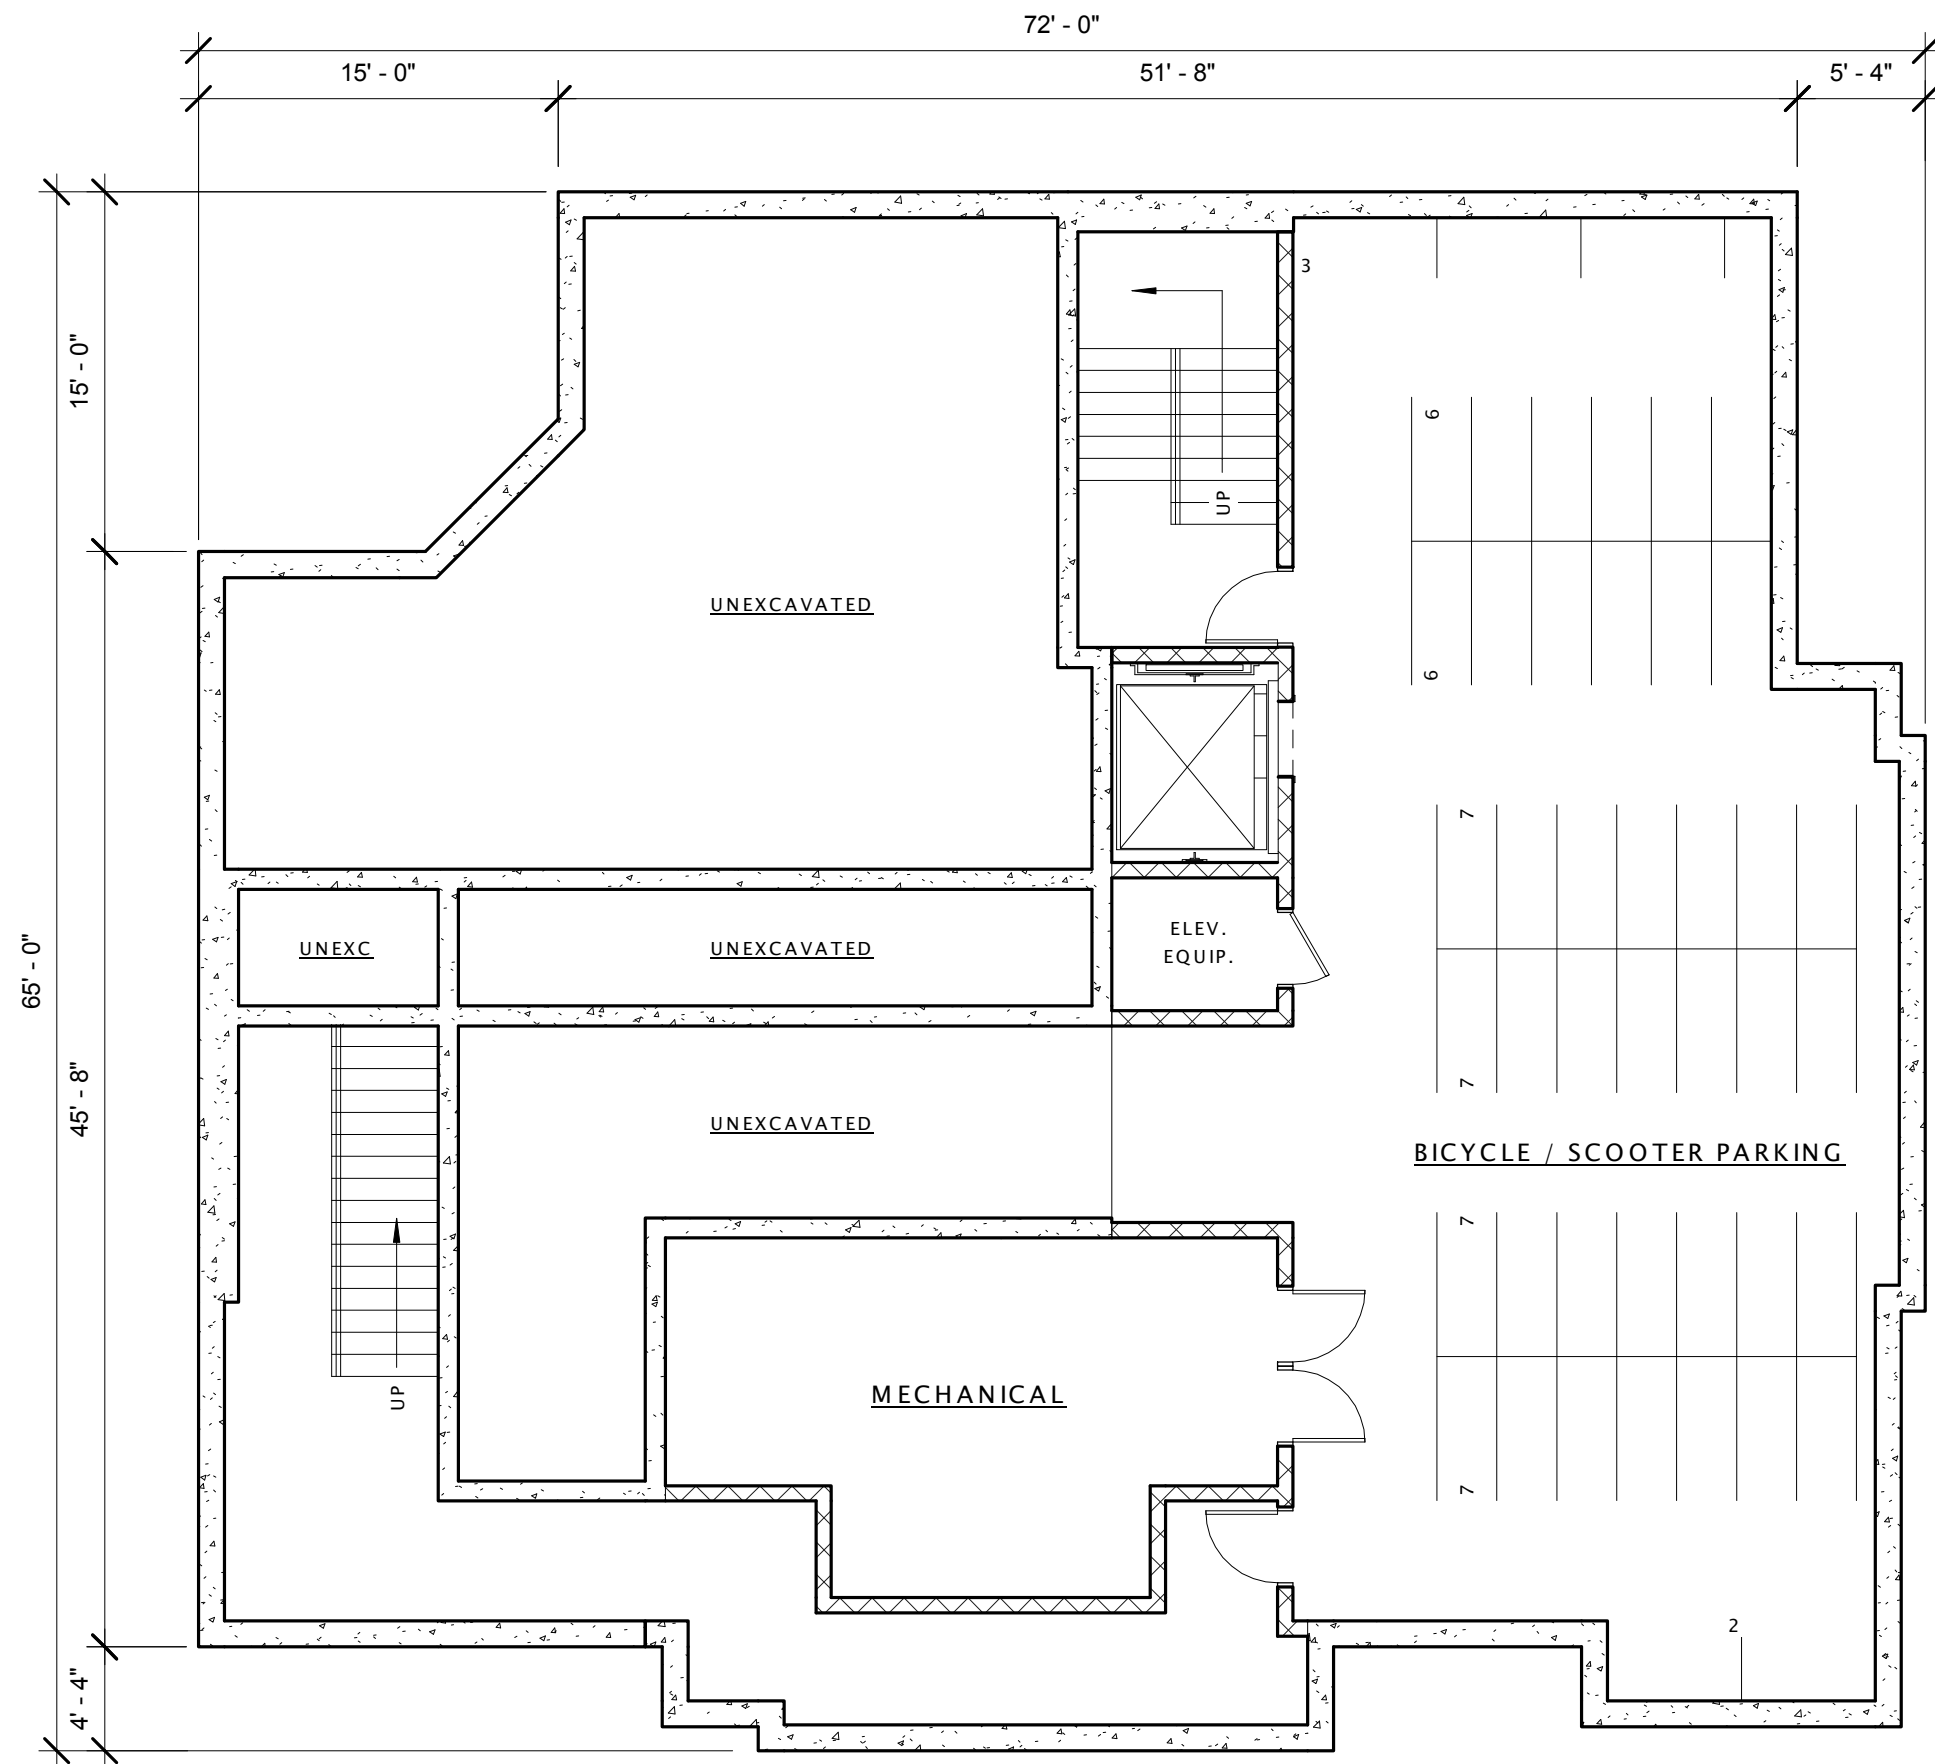 72' - 0"
15' - 0"
51' - 8"
5' - 4"
15' - 0"
3
6
UP
UNEXCAVATED
6
7
65' - 0"
ELEV.
EQUIP.
UNEXC
UNEXCAVATED
45' - 8"
7
UNEXCAVATED
BICYCLE / SCOOTER PARKING
7
UP
MECHANICAL
7
2
4' - 4"